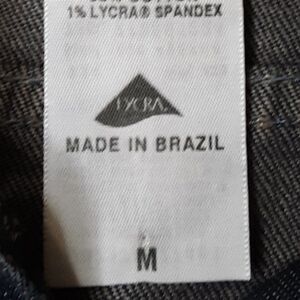 1% LYCRA® SPANDEX
LYCRA.
MADE IN BRAZIL
M